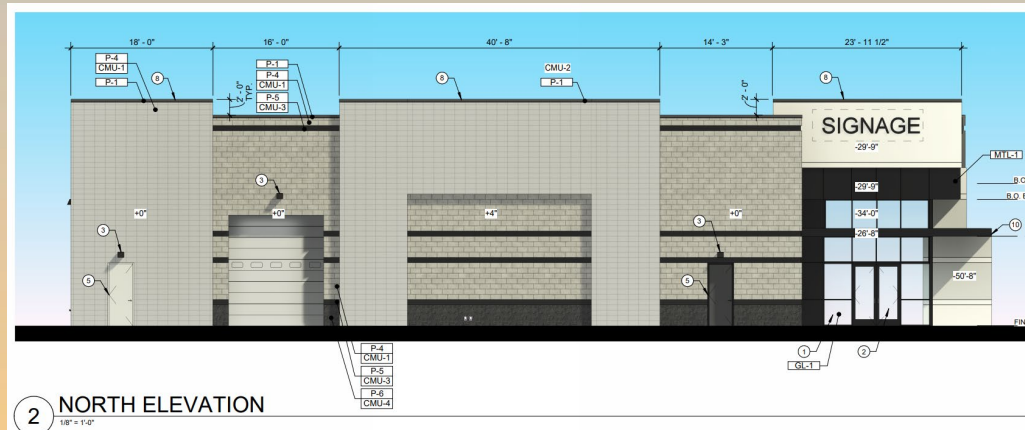 18' - 0"
16' - 0"
40' - 8"
14' - 3"
23' - 11 1/2"
P-4
CMU-1
P-1
8
2' - 0"
TYP.
P-1
P-4
CMU-1
P-5
CMU-3
CMU-2
8
P-1
2' - 0"
8
SIGNAGE
-29'-9"
MTL-1
B.O.
-29'-9"
B.O. E
3
+0"
+0"
+4"
+0"
-34'-0"
10
3
3
-26'-8"
5
5
-50'-8"
FIN
P-4
CMU-1
P-5
CMU-3
P-6
CMU-4
1
2
GL-1
2
NORTH ELEVATION
1/8" = 1'-0"